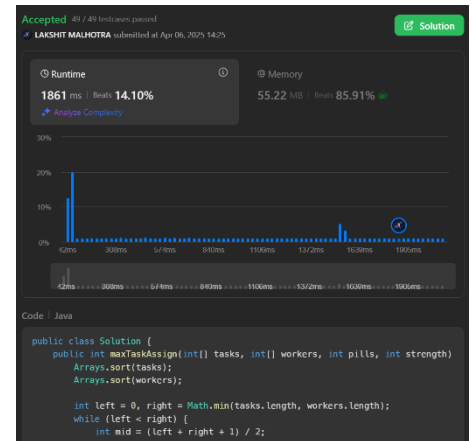 Accepted 49 / 49 testcases passed
LAKSHIT MALHOTRA submitted at Apr 06, 2025 14:25
Solution
Runtime
1861 ms | Beats 14.10%
Analyze Complexity
Memory
55.22 MB | Beats 85.91%
30%
20%
10%
0%
42ms 308ms 574ms 840ms 1106ms 1372ms 1639ms 1905ms
42ms 308ms 574ms 840ms 1106ms 1372ms 1639ms 1905ms
Code | Java
public class Solution {
public int maxTaskAssign(int[] tasks, int[] workers, int pills, int strength)
Arrays.sort(tasks);
Arrays.sort(workers);
int left = 0, right = Math.min(tasks.length, workers.length);
while (left < right) {
int mid = (left + right + 1) / 2;